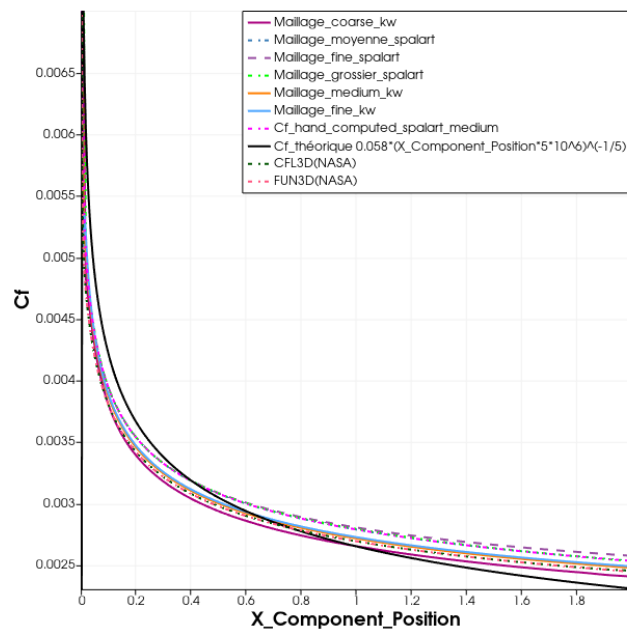 Maillage_coarse_kw
Maillage_moyenne_spalart
Maillage_fine_spalart
Maillage_grossier_spalart
Maillage_medium_kw
Maillage_fine_kw
Cf_hand_computed_spalart_medium
Cf_théorique 0.058*(X_Component_Position*5*10^6)^(-1/5)
CFL3D(NASA)
FUN3D(NASA)
0.0065
0.006
0.0055
0.005
0.0045
0.004
0.0035
0.003
0.0025
Cf
0 0.2 0.4 0.6 0.8 1 1.2 1.4 1.6 1.8
X_Component_Position